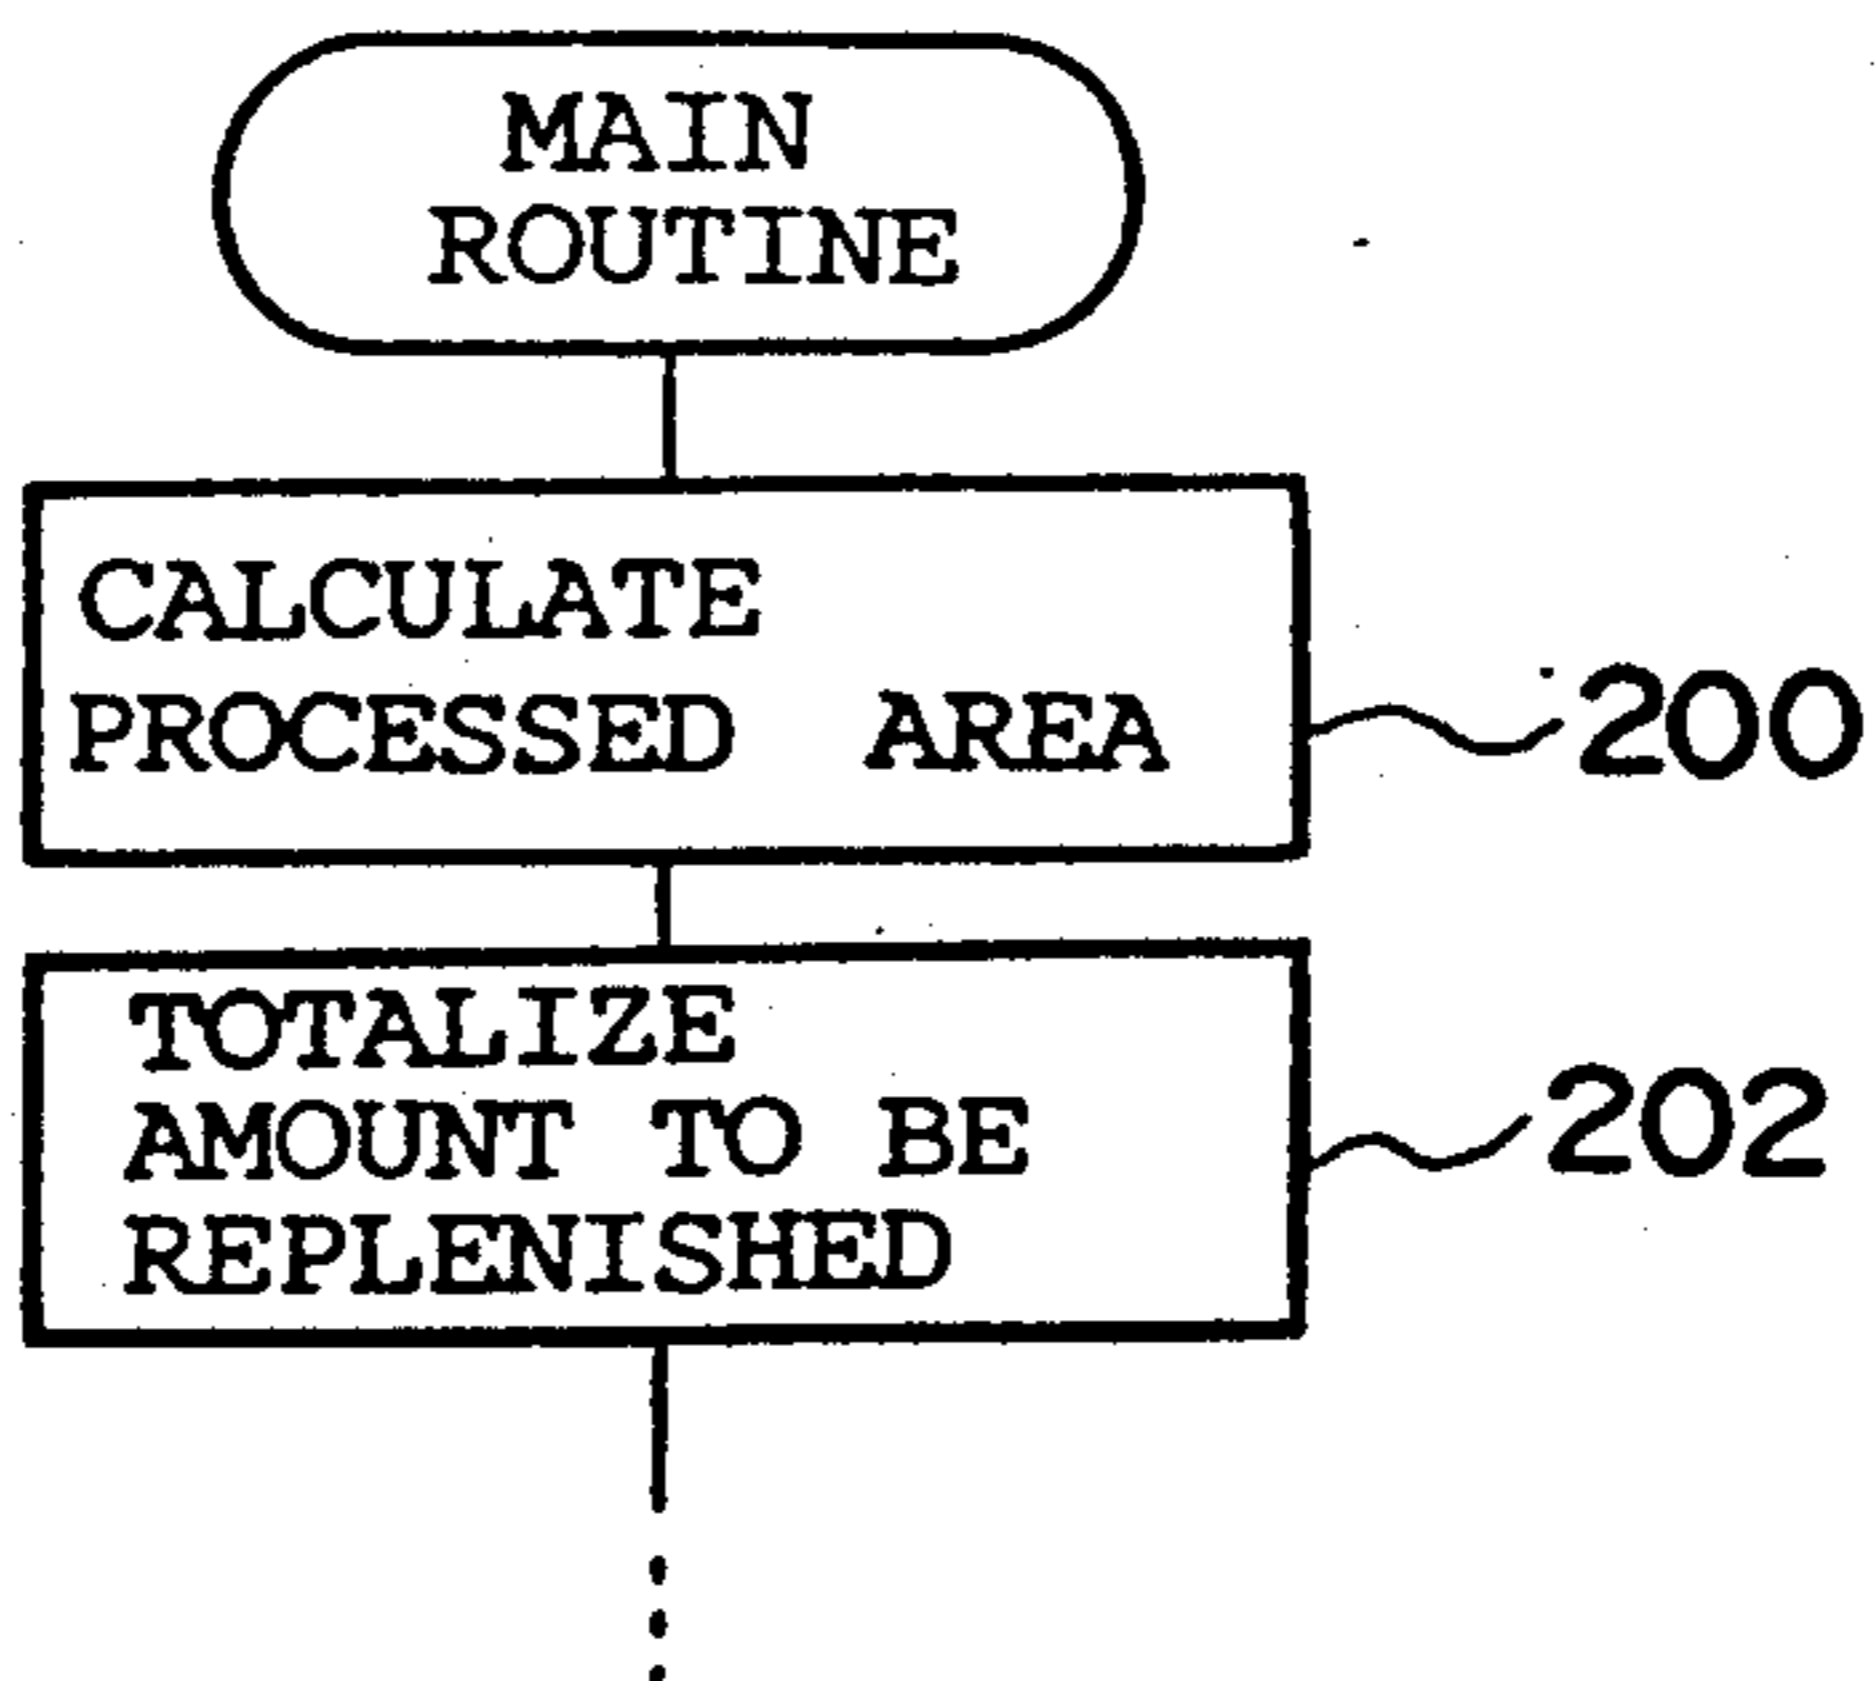 MAIN
ROUTINE
CALCULATE
PROCESSED AREA
200
TOTALIZE
AMOUNT TO BE
REPLENISHED
202